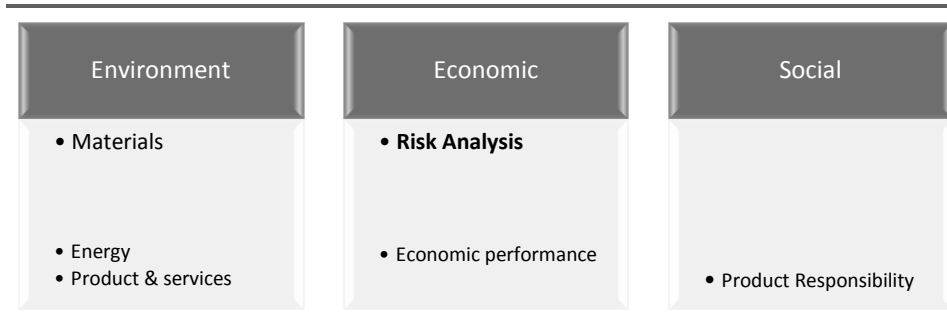 Environment
• Materials
• Energy
• Product & services
Economic
• Risk Analysis
• Economic performance
Social
• Product Responsibility